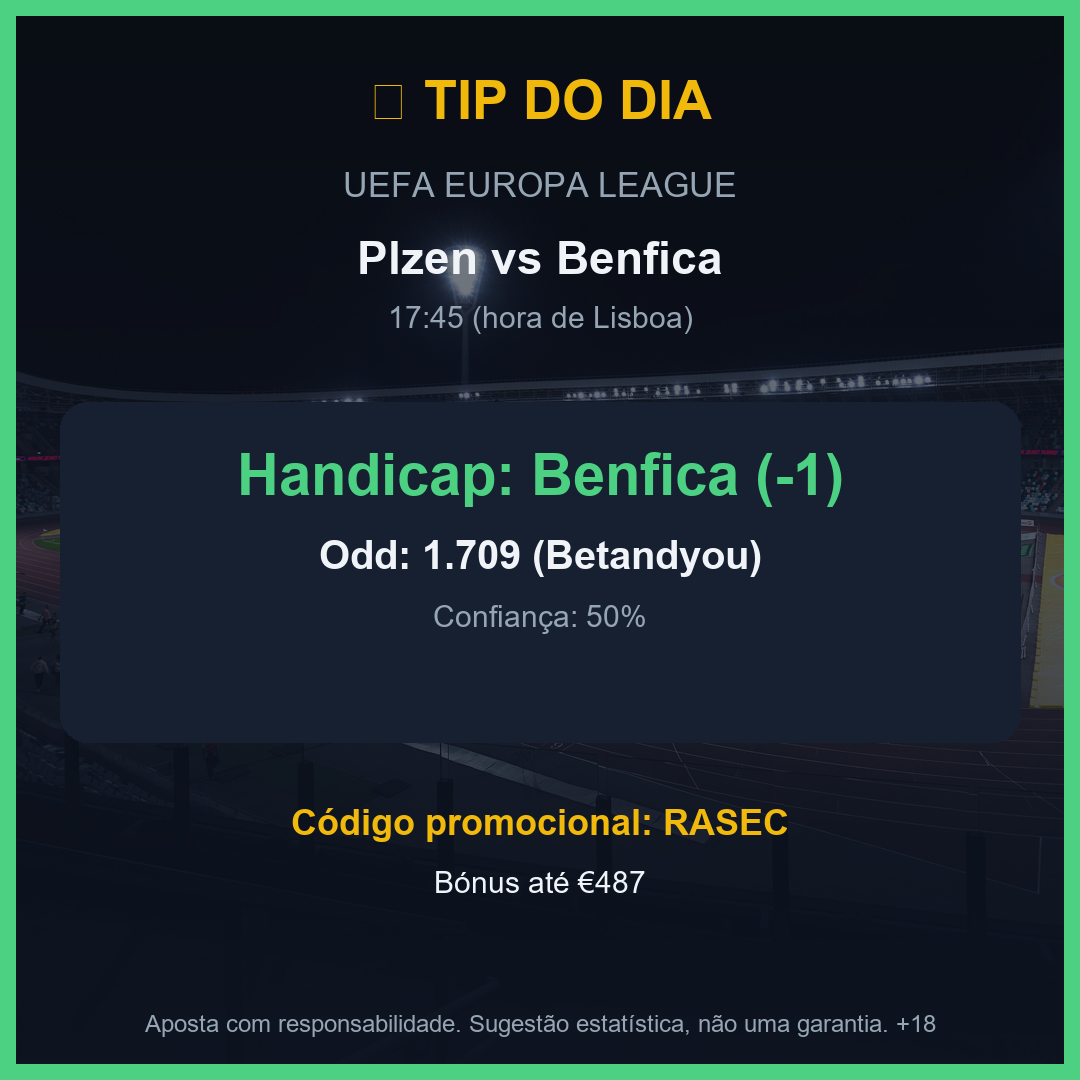 TIP DO DIA
UEFA EUROPA LEAGUE
Plzen vs Benfica
17:45 (hora de Lisboa)
Handicap: Benfica (-1)
Odd: 1.709 (Betandyou)
Confiança: 50%
Código promocional: RASEC
Bónus até €487
Aposta com responsabilidade. Sugestão estatística, não uma garantia. +18